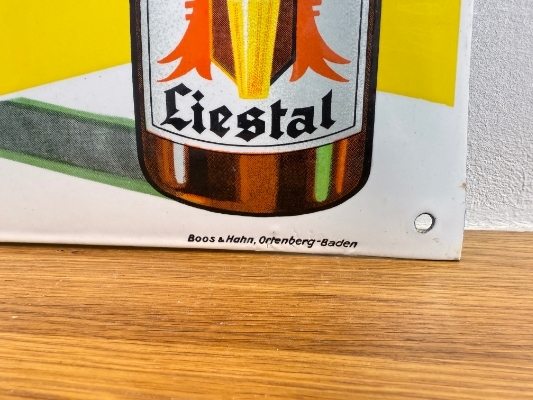 Liestal
Boos & Hahn, Ortenberg-Baden